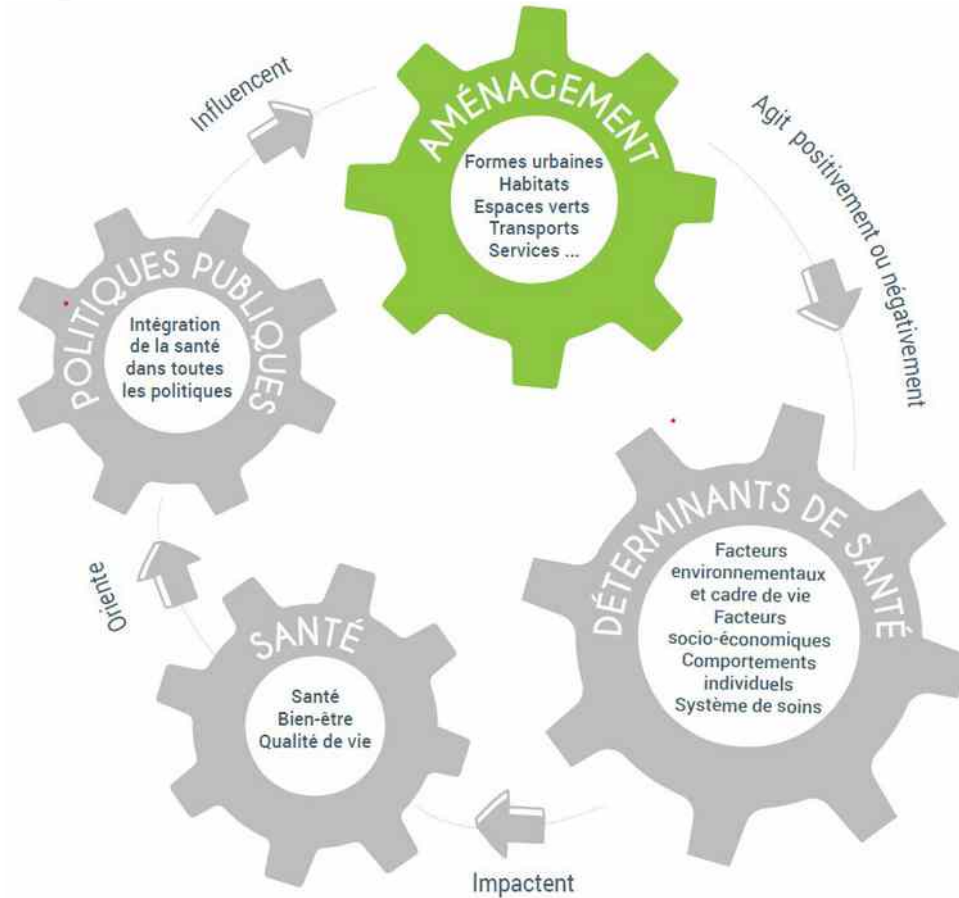 Influencent
AMÉNAGEMENT
Formes urbaines
Habitats
Espaces verts
Transports
Services ...
Agit positivement ou négativement
POLITIQUES PUBLIQUES
Intégration
de la santé
dans toutes
les politiques
DÉTERMINANTS DE SANTÉ
Facteurs
environnementaux
et cadre de vie
Facteurs
socio-économiques
Comportements
individuels
Système de soins
Oriente
SANTÉ
Santé
Bien-être
Qualité de vie
Impactent